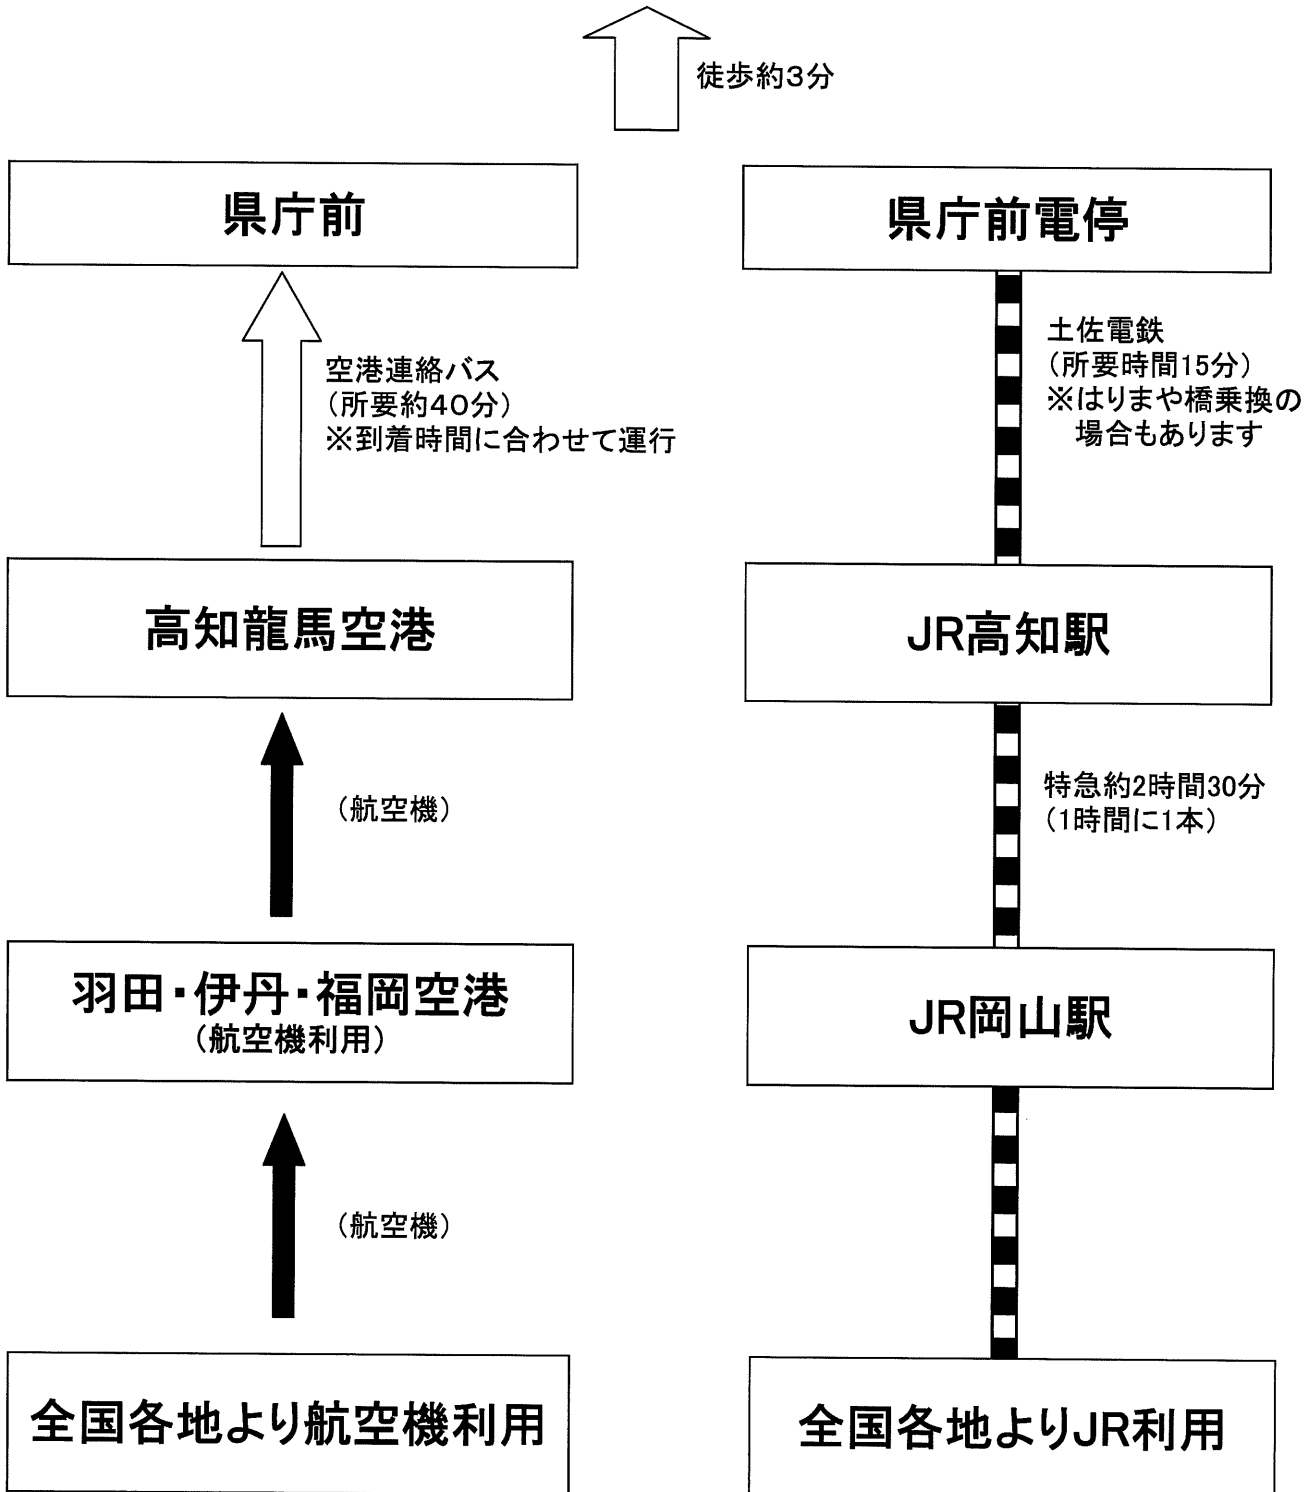 徒歩約3分
県庁前
空港連絡バス
(所要約40分)
※到着時間に合わせて運行
高知龍馬空港
(航空機)
羽田・伊丹・福岡空港
(航空機利用)
(航空機)
全国各地より航空機利用
県庁前電停
土佐電鉄
(所要時間15分)
※はりまや橋乗換の
場合もあります
JR高知駅
特急約2時間30分
(1時間に1本)
JR岡山駅
全国各地よりJR利用